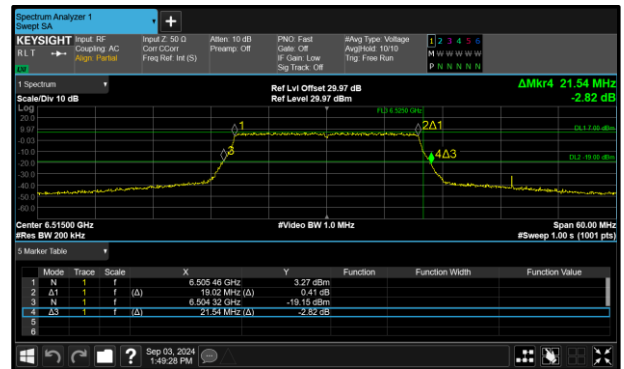 Spectrum Analyzer 1
Swept SA
+
KEYSIGHT Input: RF Input Z: 50 Ω Atten: 10 dB PNO: Fast #Avg Type: Voltage 1 2 3 4 5 6
RLT Coupling: AC Corr CCorr Preamp: Off Gate: Off Avg|Hold: 10/10 M W W W W W
Align: Partial Freq Ref: Int (S) IF Gain: Low Trig: Free Run
Sig Track: Off P N N N N N
1 Spectrum Ref Lvl Offset 29.97 dB ΔMkr4 21.54 MHz
Scale/Div 10 dB Ref Level 29.97 dBm -2.82 dB
Log
FL3 6.5250 GHz
20.0
9.97 1 2Δ1 DL1 7.00 dBm
-0.03
-10.0 3 4Δ3 DL2 -19.00 dBm
-20.0
-30.0
-40.0
-50.0
-60.0
Center 6.51500 GHz #Video BW 1.0 MHz Span 60.00 MHz
#Res BW 200 kHz #Sweep 1.00 s (1001 pts)
5 Marker Table
Mode Trace Scale X Y Function Function Width Function Value
1 N 1 f 6.505 46 GHz 3.27 dBm
2 Δ1 1 f (Δ) 19.02 MHz (Δ) 0.41 dB
3 N 1 f 6.504 32 GHz -19.15 dBm
4 Δ3 1 f (Δ) 21.54 MHz (Δ) -2.82 dB
5
6
? Sep 03, 2024
1:49:28 PM